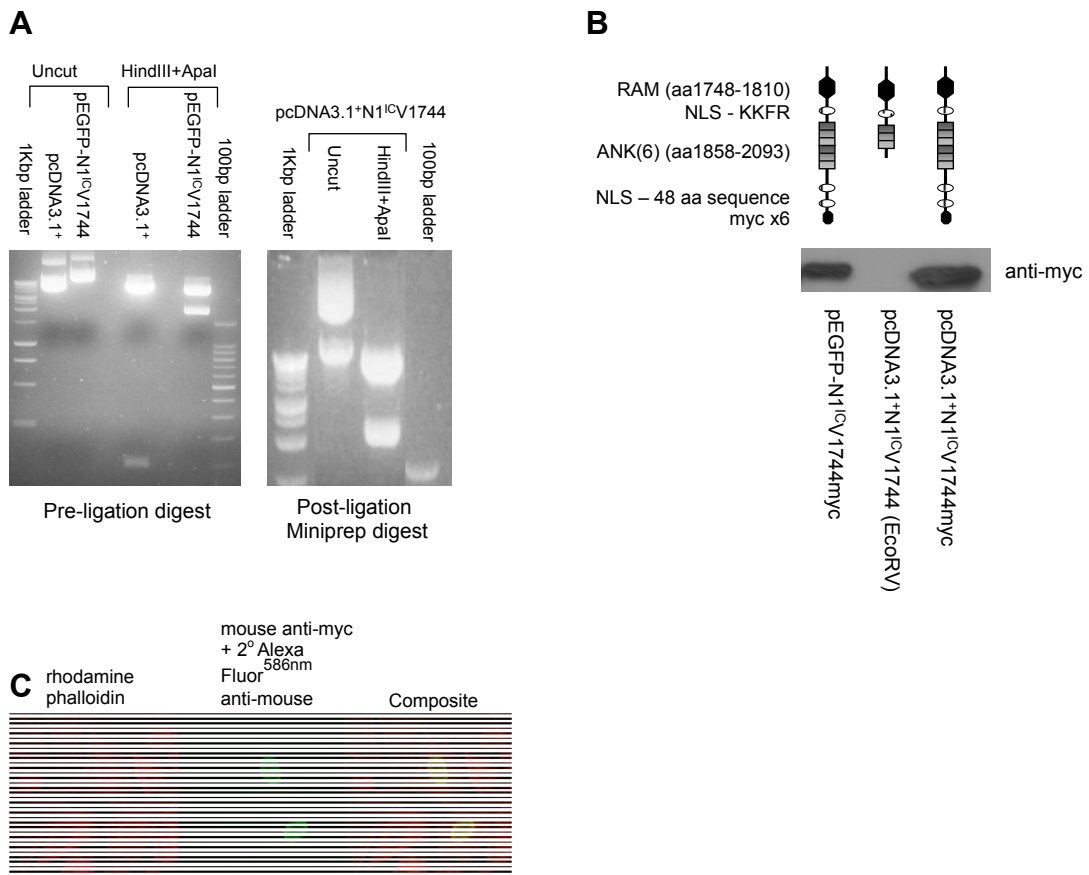 A
Uncut
HindIII+ApaI
1Kbp ladder
pcDNA3.1⁺
pEGFP-N1ᴵᶜV1744
pcDNA3.1⁺
pEGFP-N1ᴵᶜV1744
100bp ladder
Pre-ligation digest
pcDNA3.1⁺N1ᴵᶜV1744
1Kbp ladder
Uncut
HindIII+ApaI
100bp ladder
Post-ligation
Miniprep digest
B
RAM (aa1748-1810)
NLS - KKFR
ANK(6) (aa1858-2093)
NLS – 48 aa sequence
myc x6
anti-myc
pEGFP-N1ᴵᶜV1744myc
pcDNA3.1⁺N1ᴵᶜV1744 (EcoRV)
pcDNA3.1⁺N1ᴵᶜV1744myc
C
rhodamine
phalloidin
mouse anti-myc
+ 2º Alexa
Fluor⁵⁸⁶ⁿᵐ
anti-mouse
Composite